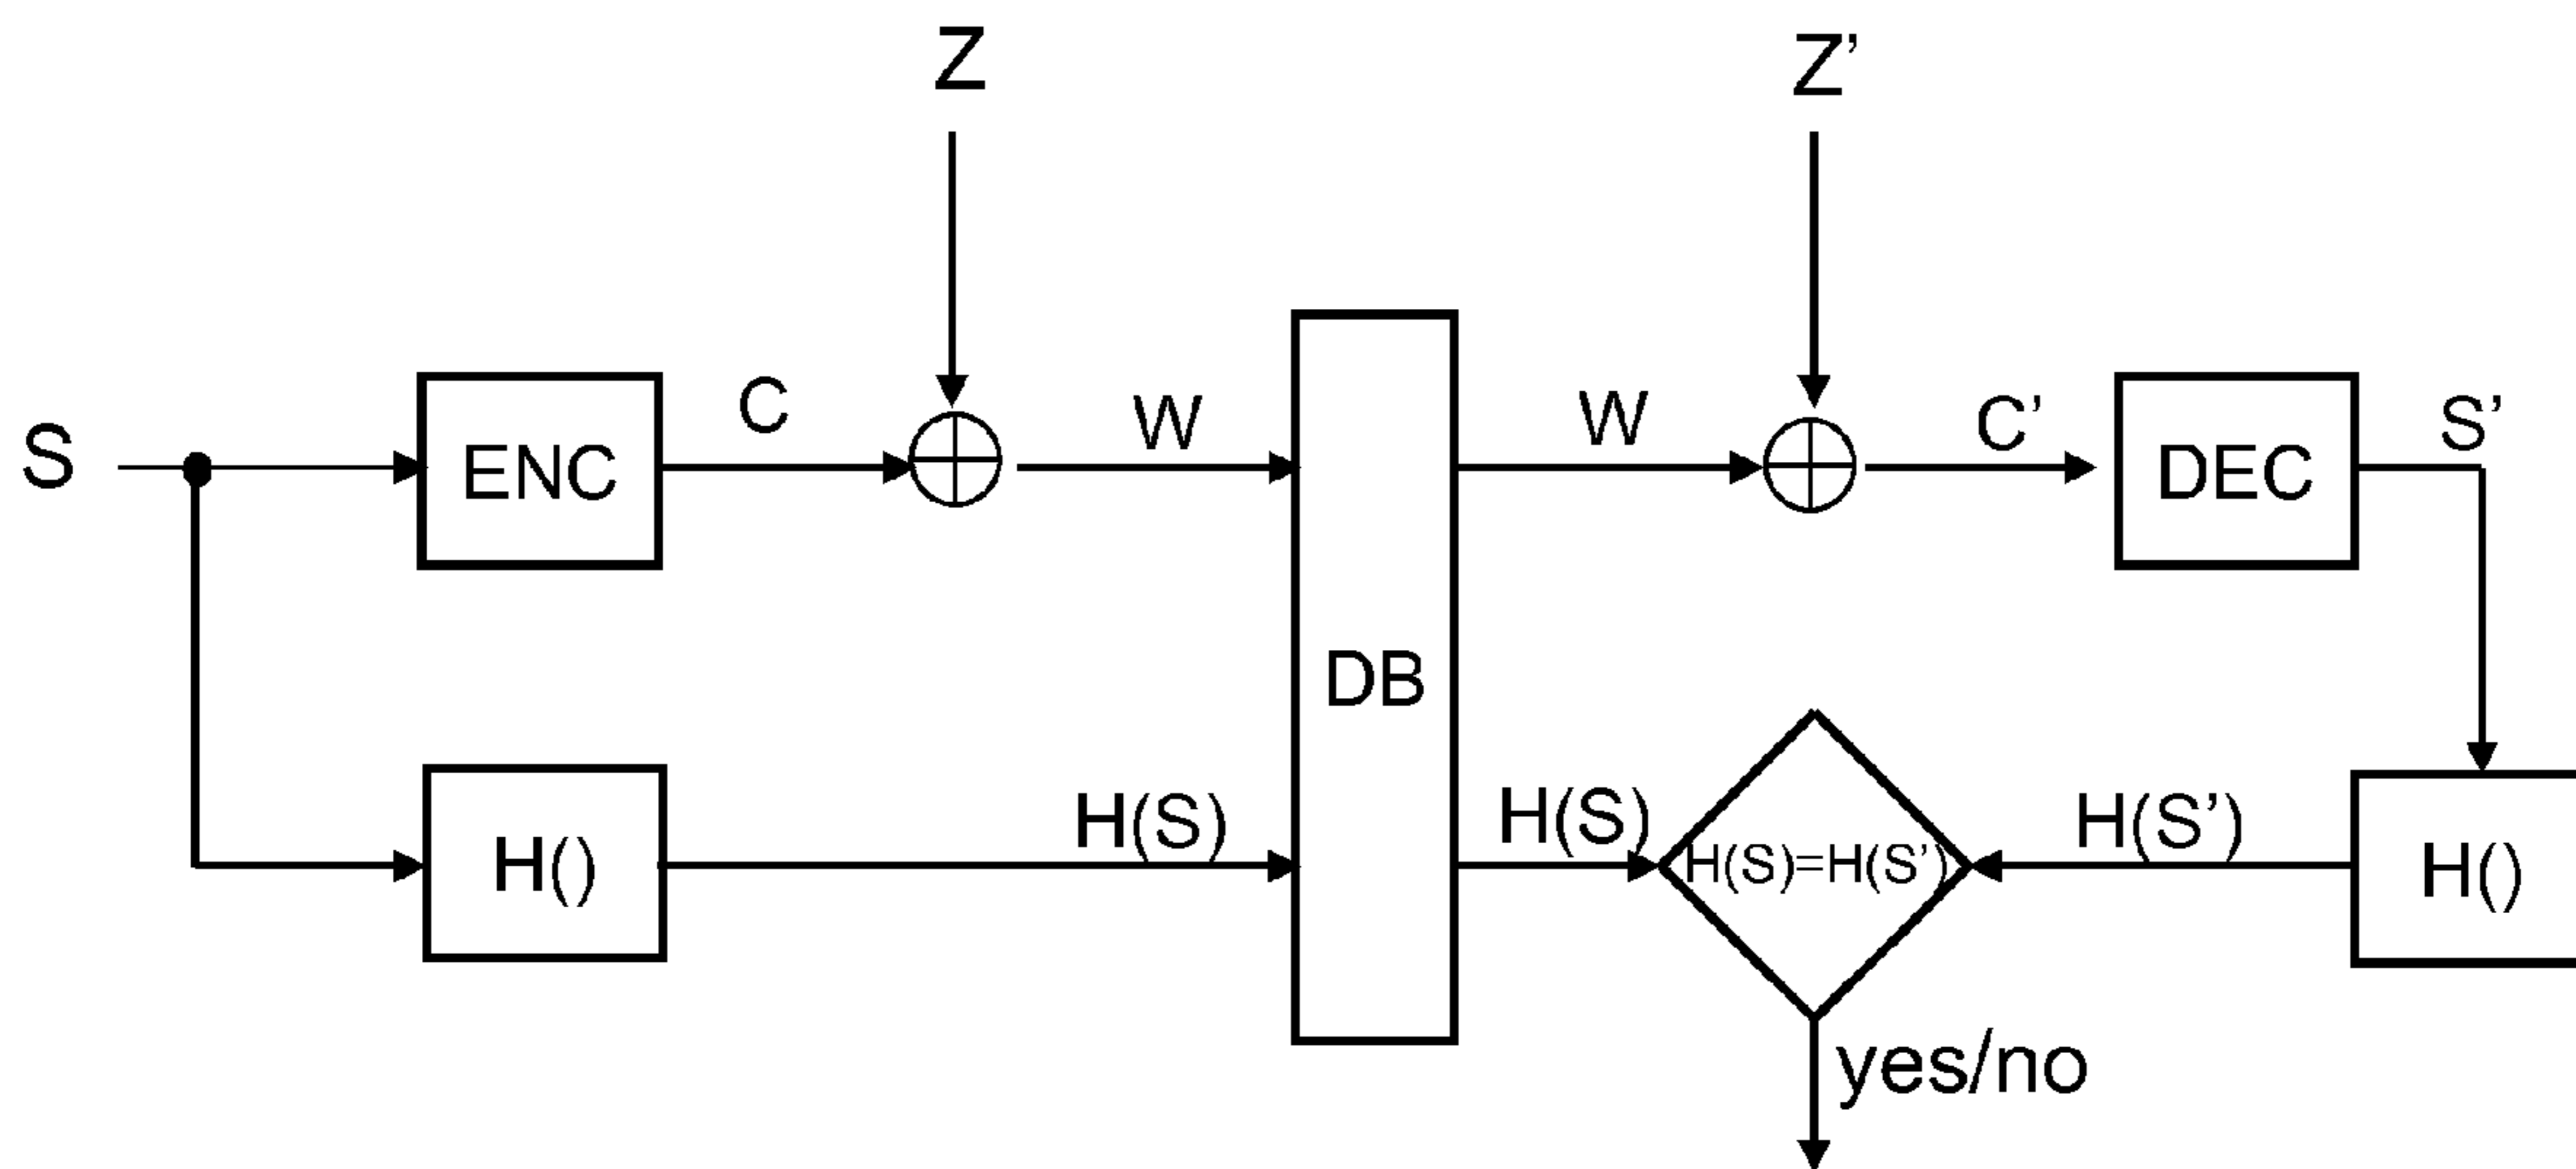 Z
Z’
S
ENC
C
W
DB
W
C’
DEC
S’
H()
H(S)
H(S)
H(S)=H(S’)
H(S’)
H()
yes/no